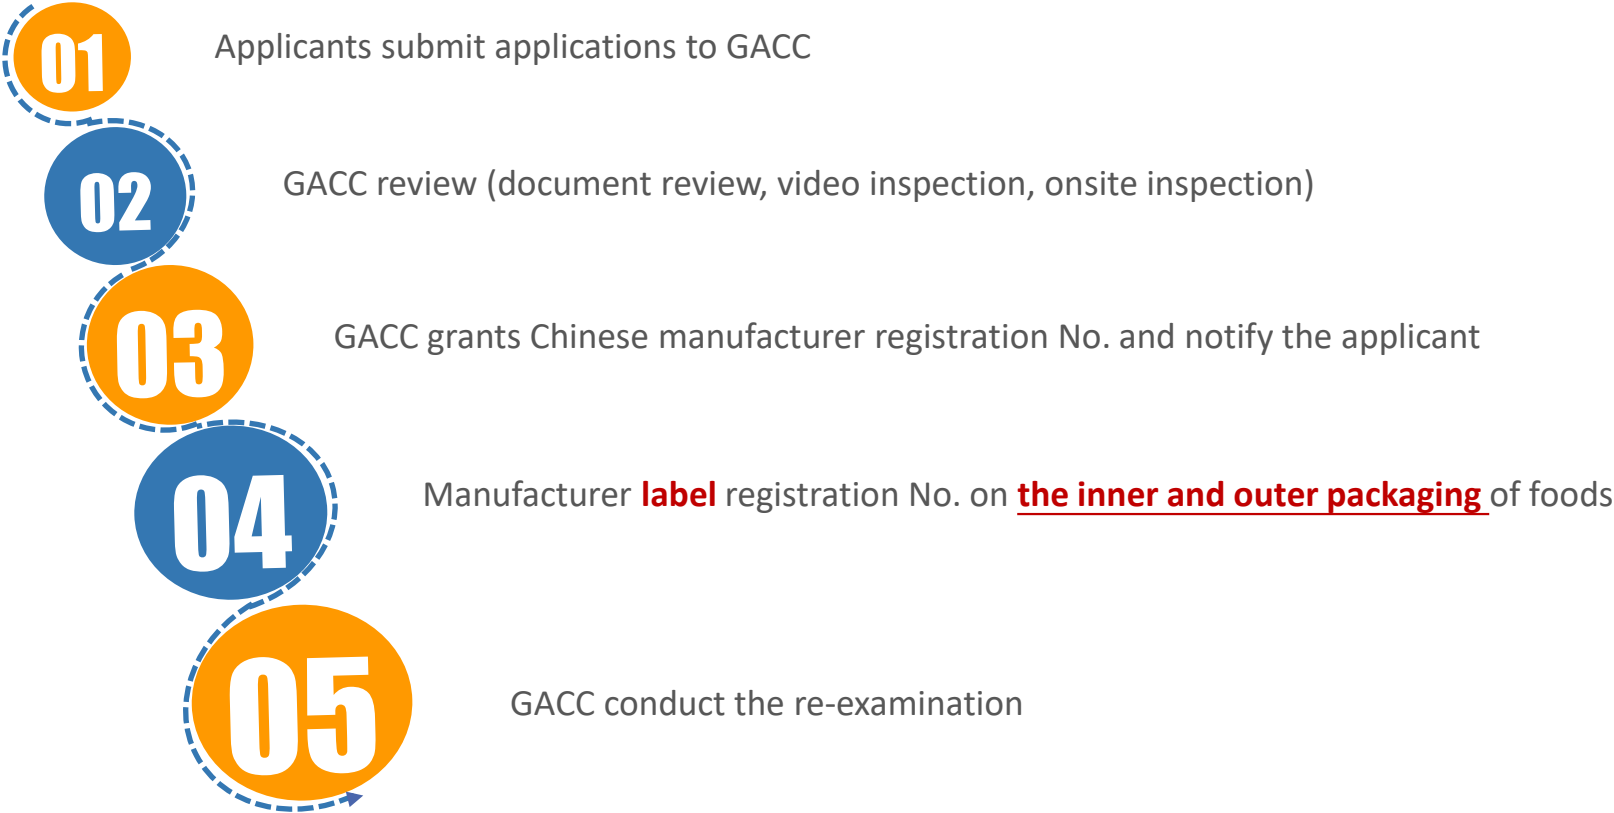 01
Applicants submit applications to GACC
02
GACC review (document review, video inspection, onsite inspection)
03
GACC grants Chinese manufacturer registration No. and notify the applicant
04
Manufacturer label registration No. on the inner and outer packaging of foods
05
GACC conduct the re-examination